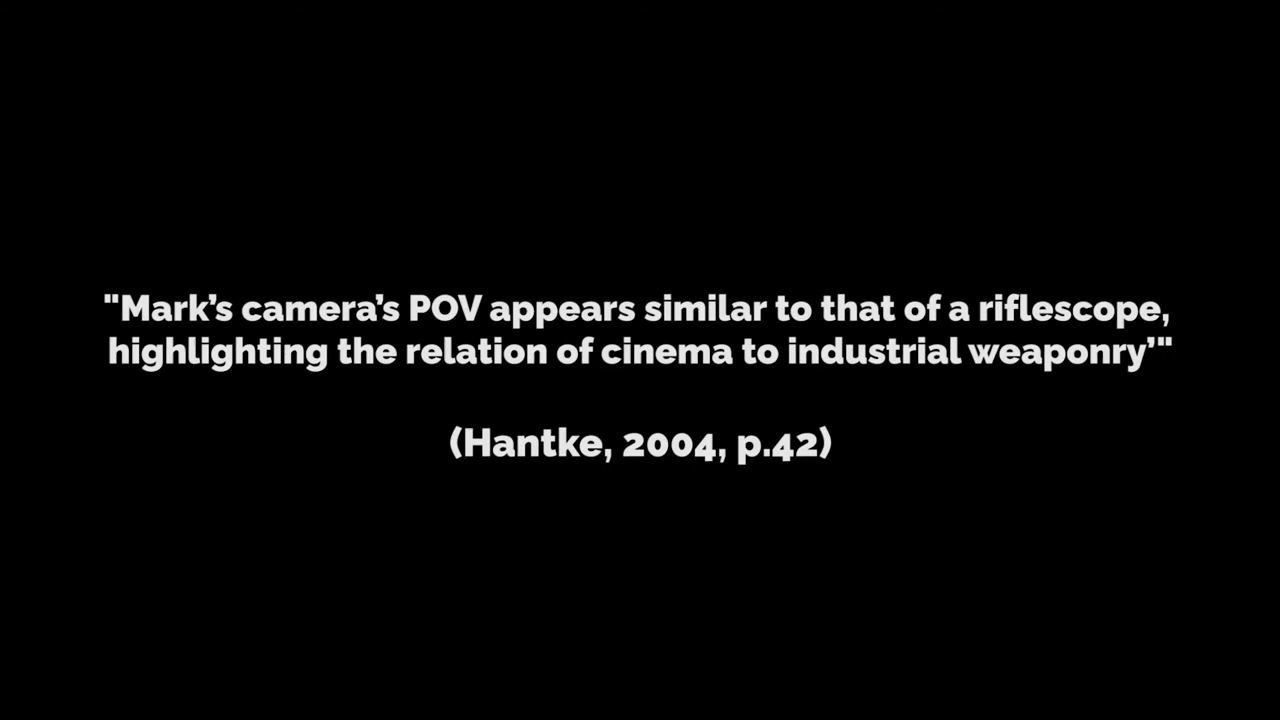 "Mark’s camera’s POV appears similar to that of a riflescope,
highlighting the relation of cinema to industrial weaponry’"
(Hantke, 2004, p.42)